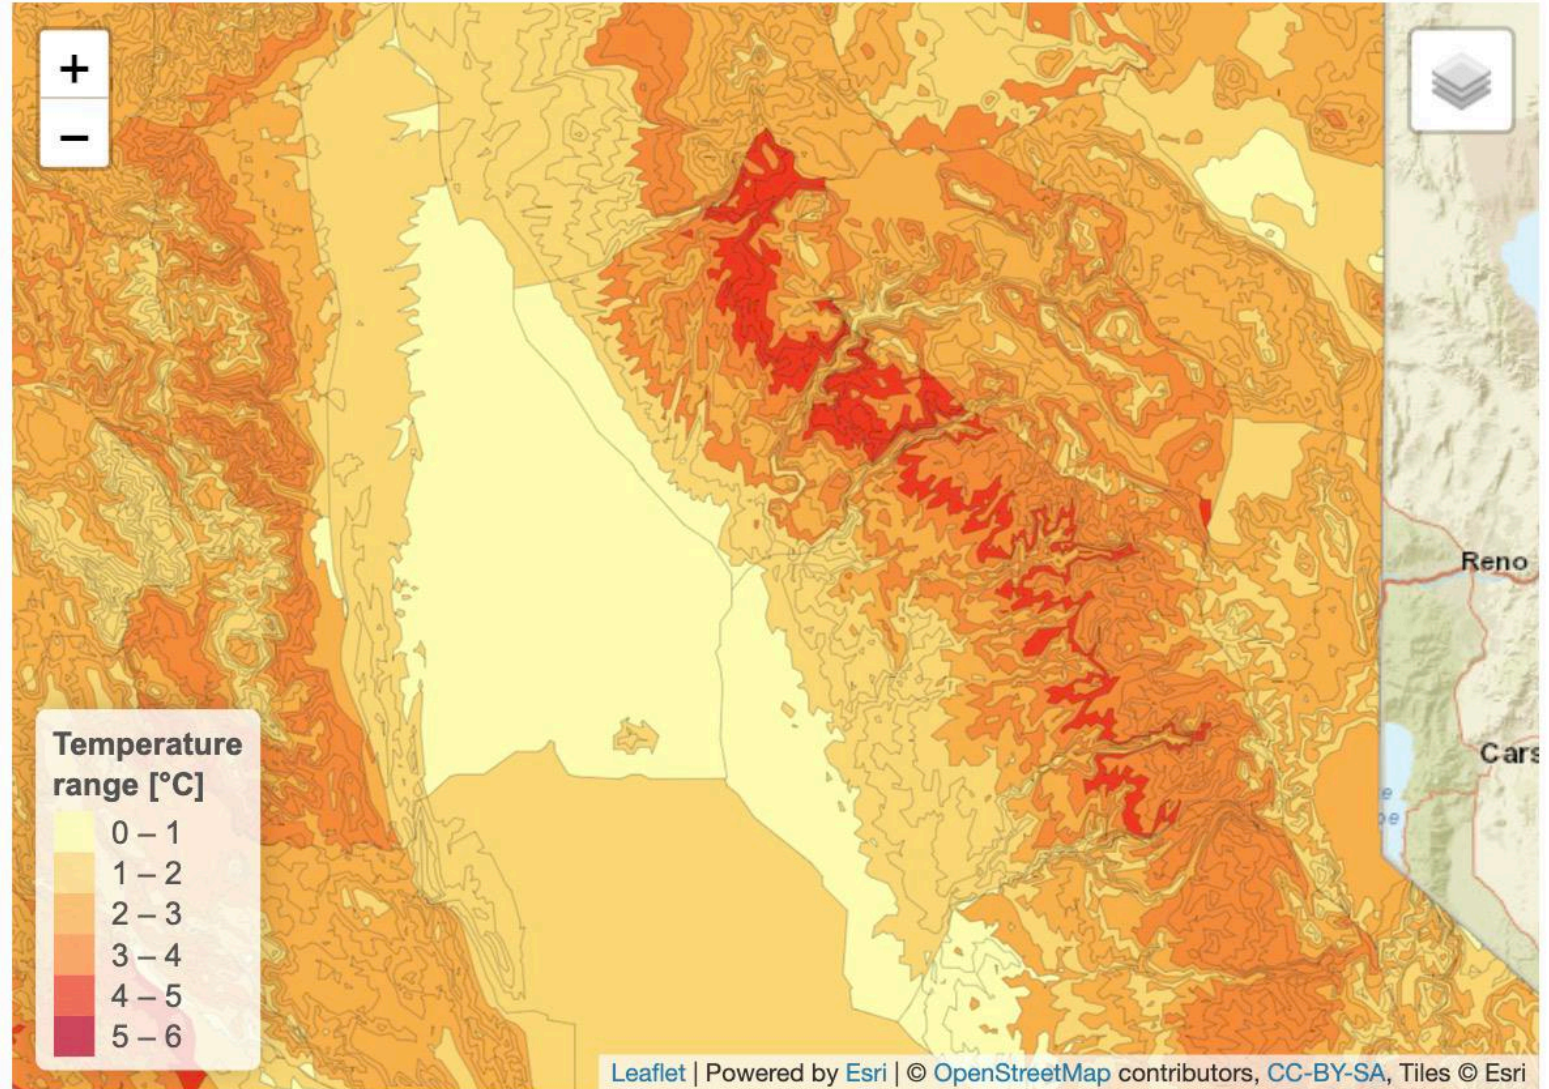 +
−
Reno
Cars
Temperature
range [°C]
0 – 1
1 – 2
2 – 3
3 – 4
4 – 5
5 – 6
Leaflet | Powered by Esri | © OpenStreetMap contributors, CC-BY-SA, Tiles © Esri